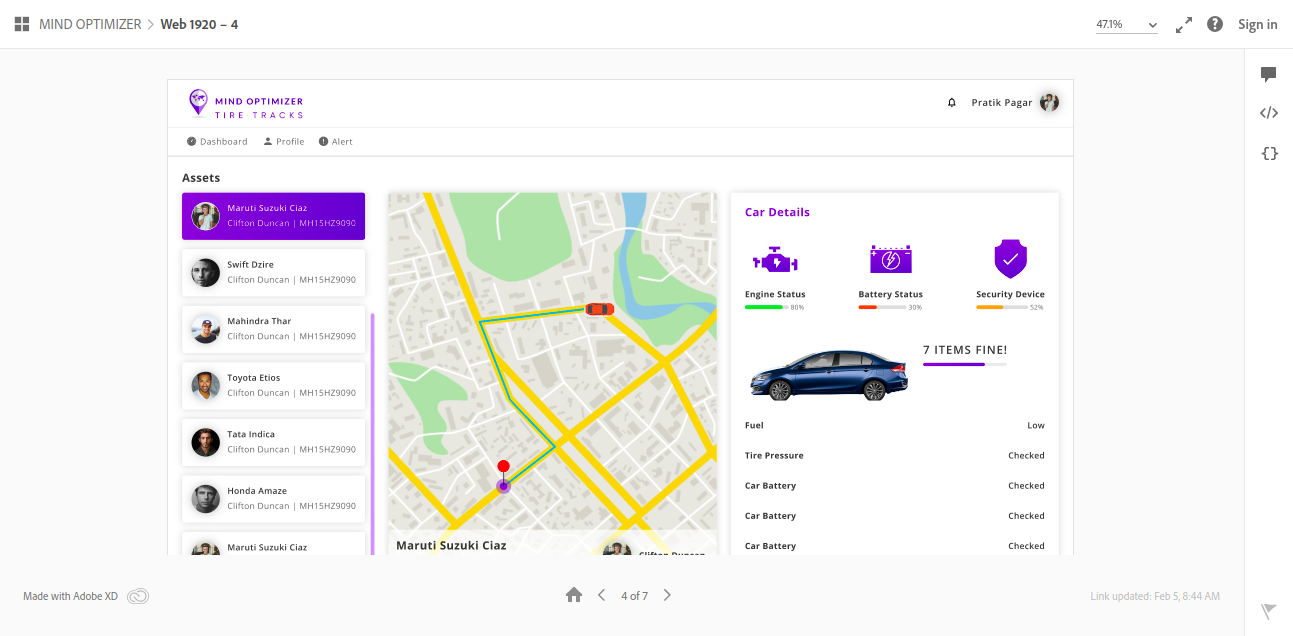 MIND OPTIMIZER > Web 1920 – 4
47.1%
Sign in
MIND OPTIMIZER
TIRE TRACKS
Pratik Pagar
Dashboard
Profile
Alert
Assets
Maruti Suzuki Ciaz
Clifton Duncan | MH15HZ9090
Swift Dzire
Clifton Duncan | MH15HZ9090
Mahindra Thar
Clifton Duncan | MH15HZ9090
Toyota Etios
Clifton Duncan | MH15HZ9090
Tata Indica
Clifton Duncan | MH15HZ9090
Honda Amaze
Clifton Duncan | MH15HZ9090
Maruti Suzuki Ciaz
Maruti Suzuki Ciaz
Clifton Duncan
Car Details
Engine Status
80%
Battery Status
30%
Security Device
52%
7 ITEMS FINE!
Fuel Low
Tire Pressure Checked
Car Battery Checked
Car Battery Checked
Car Battery Checked
Made with Adobe XD
4 of 7
Link updated: Feb 5, 8:44 AM